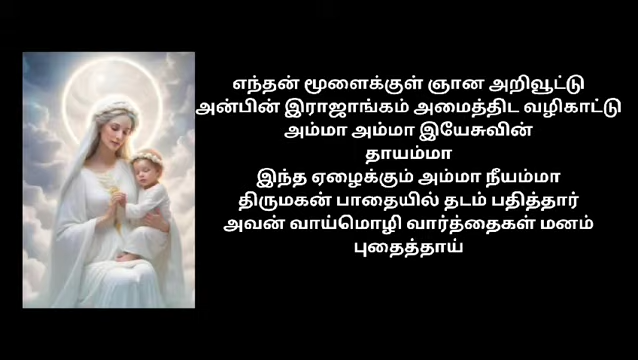 எந்தன் மூளைக்குள் ஞான அறிவூட்டு
அன்பின் இராஜாங்கம் அமைத்திட வழிகாட்டு
அம்மா அம்மா இயேசுவின்
தாயம்மா
இந்த ஏழைக்கும் அம்மா நீயம்மா
திருமகன் பாதையில் தடம் பதித்தார்
அவன் வாய்மொழி வார்த்தைகள் மனம்
புதைத்தாய்